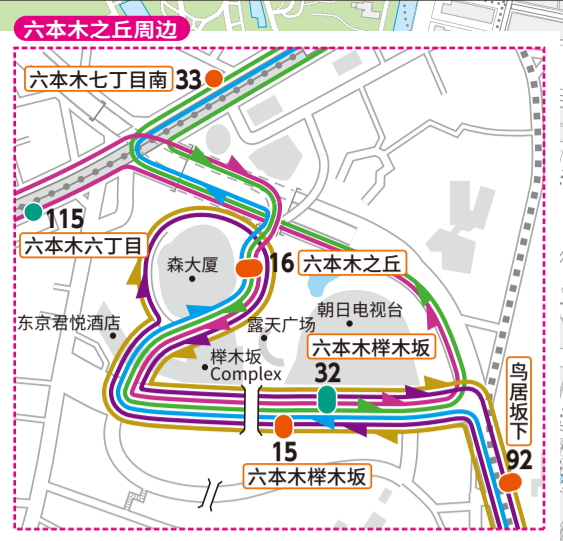 六本木之丘周边
六本木七丁目南
33
115
六本木六丁目
森大厦
16
六本木之丘
东京君悦酒店
露天广场
朝日电视台
榉木坂
Complex
六本木榉木坂
32
鸟居坂下
15
六本木榉木坂
92